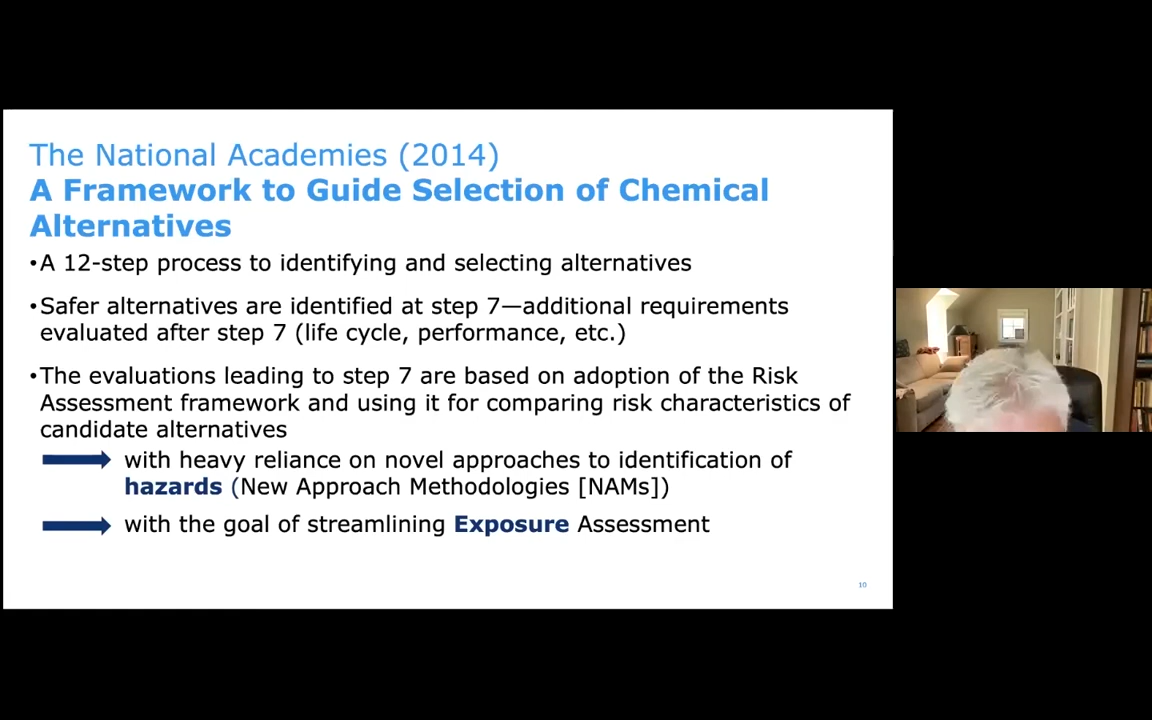 The National Academies (2014)
A Framework to Guide Selection of Chemical
Alternatives
•A 12-step process to identifying and selecting alternatives
•Safer alternatives are identified at step 7—additional requirements
evaluated after step 7 (life cycle, performance, etc.)
•The evaluations leading to step 7 are based on adoption of the Risk
Assessment framework and using it for comparing risk characteristics of
candidate alternatives
with heavy reliance on novel approaches to identification of
hazards (New Approach Methodologies [NAMs])
with the goal of streamlining Exposure Assessment
10